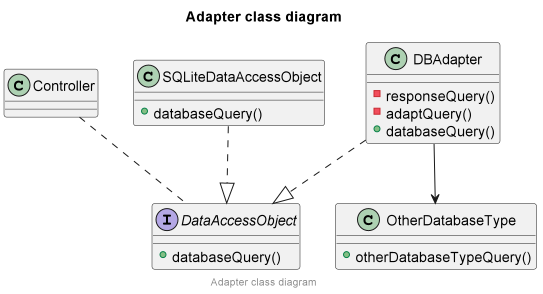 Adapter class diagram
C DBAdapter
responseQuery()
adaptQuery()
databaseQuery()
C SQLiteDataAccessObject
databaseQuery()
C Controller
I DataAccessObject
databaseQuery()
C OtherDatabaseType
otherDatabaseTypeQuery()
Adapter class diagram